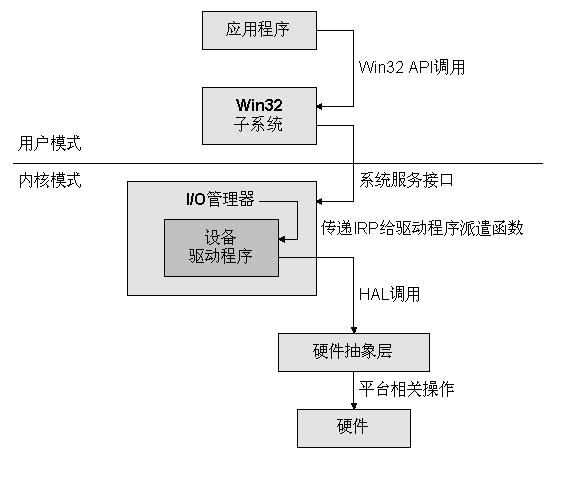 应用程序
Win32 API调用
Win32
子系统
用户模式
内核模式
系统服务接口
I/O管理器
传递IRP给驱动程序派遣函数
设备
驱动程序
HAL调用
硬件抽象层
平台相关操作
硬件